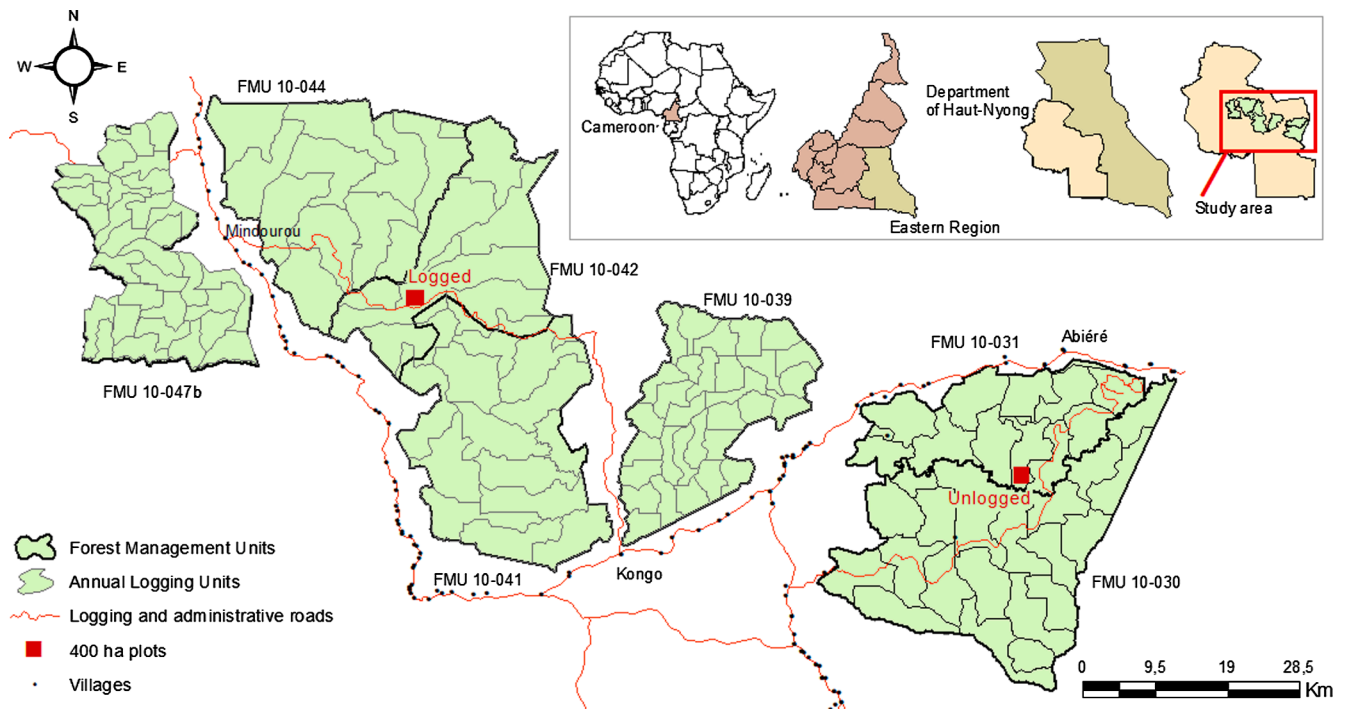 N
W
E
S
FMU 10-044
Mindourou
Logged
FMU 10-042
FMU 10-039
FMU 10-047b
FMU 10-031
Abiéré
Unlogged
FMU 10-041
Kongo
FMU 10-030
Cameroon
Department
of Haut-Nyong
Eastern Region
Study area
Forest Management Units
Annual Logging Units
Logging and administrative roads
400 ha plots
Villages
0 9,5 19 28,5
Km